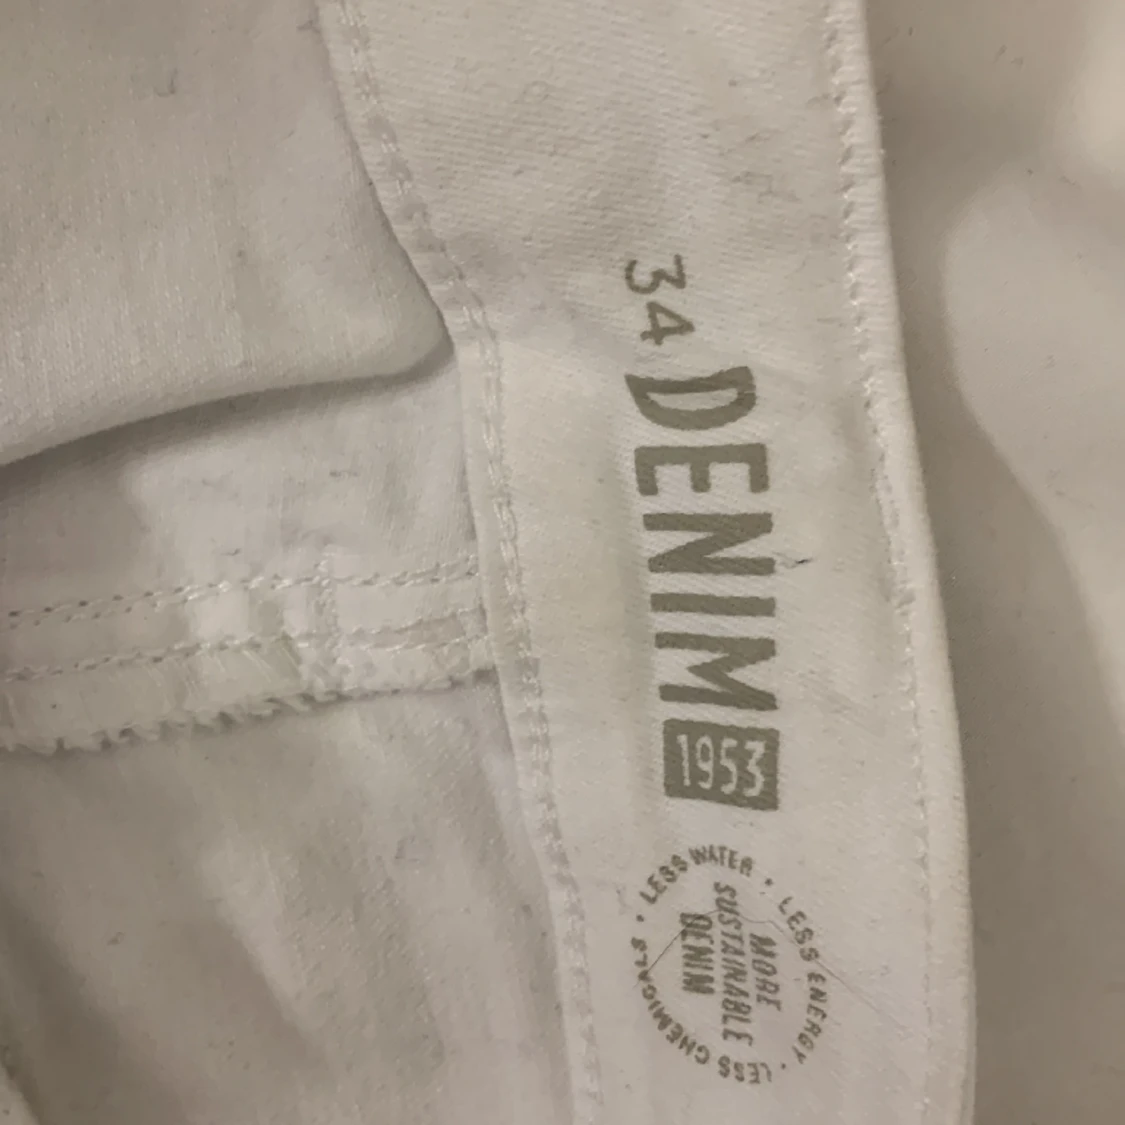 34
DENIM
1953
LESS WATER • LESS ENERGY • LESS CHEMICALS •
MORE
SUSTAINABLE
DENIM